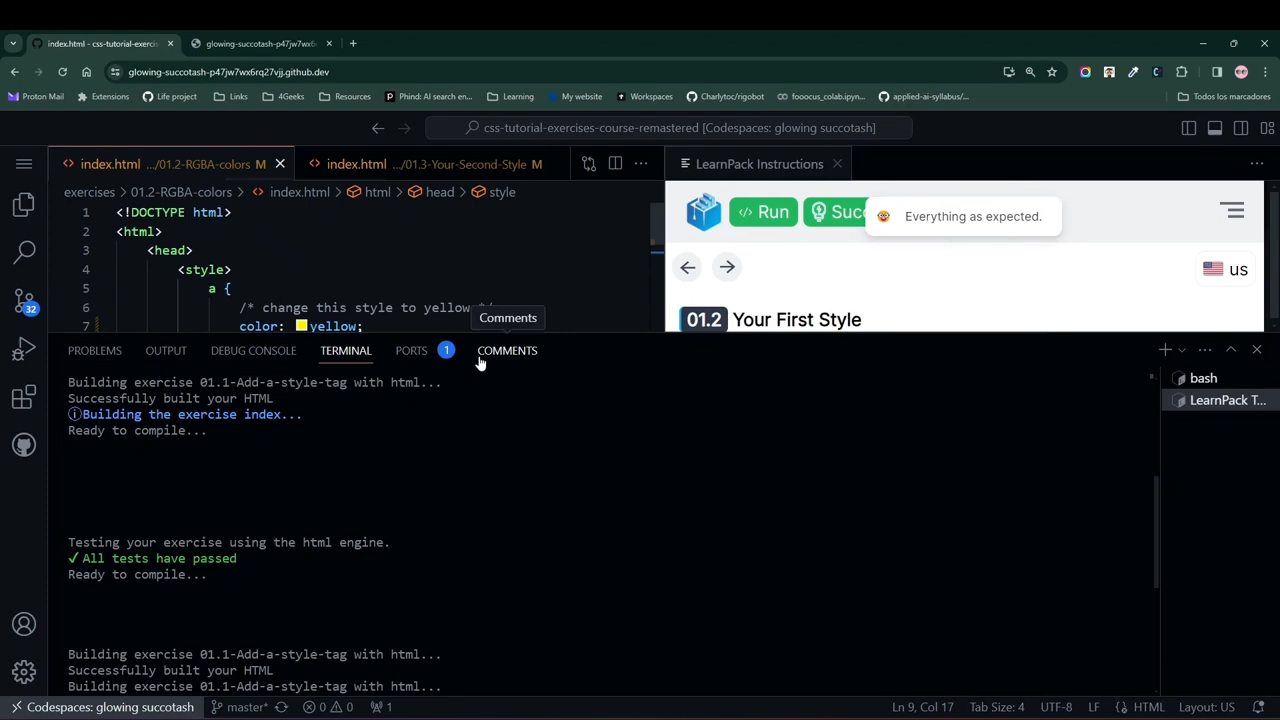 index.html - css-tutorial-exercis
glowing-succotash-p47jw7wx6
glowing-succotash-p47jw7wx6rq27vjj.github.dev
Proton Mail
Extensions
Life project
Links
4Geeks
Resources
Phind: AI search en...
Learning
My website
Workspaces
Charlytoc/rigobot
fooocus_colab.ipyn...
applied-ai-syllabus/...
Todos los marcadores
css-tutorial-exercises-course-remastered [Codespaces: glowing succotash]
index.html .../01.2-RGBA-colors M
index.html .../01.3-Your-Second-Style M
LearnPack Instructions
exercises > 01.2-RGBA-colors > index.html > html > head > style
1 <!DOCTYPE html>
2 <html>
3 <head>
4 <style>
5 a {
6 /* change this style to yellow */
7 color: yellow;
Run
Succ
Everything as expected.
us
01.2 Your First Style
Comments
PROBLEMS
OUTPUT
DEBUG CONSOLE
TERMINAL
PORTS 1
COMMENTS
Building exercise 01.1-Add-a-style-tag with html...
Successfully built your HTML
Building the exercise index...
Ready to compile...
Testing your exercise using the html engine.
✓ All tests have passed
Ready to compile...
Building exercise 01.1-Add-a-style-tag with html...
Successfully built your HTML
Building exercise 01.1-Add-a-style-tag with html...
bash
LearnPack T...
32
Codespaces: glowing succotash
master*
0
0
1
Ln 9, Col 17
Tab Size: 4
UTF-8
LF
HTML
Layout: US